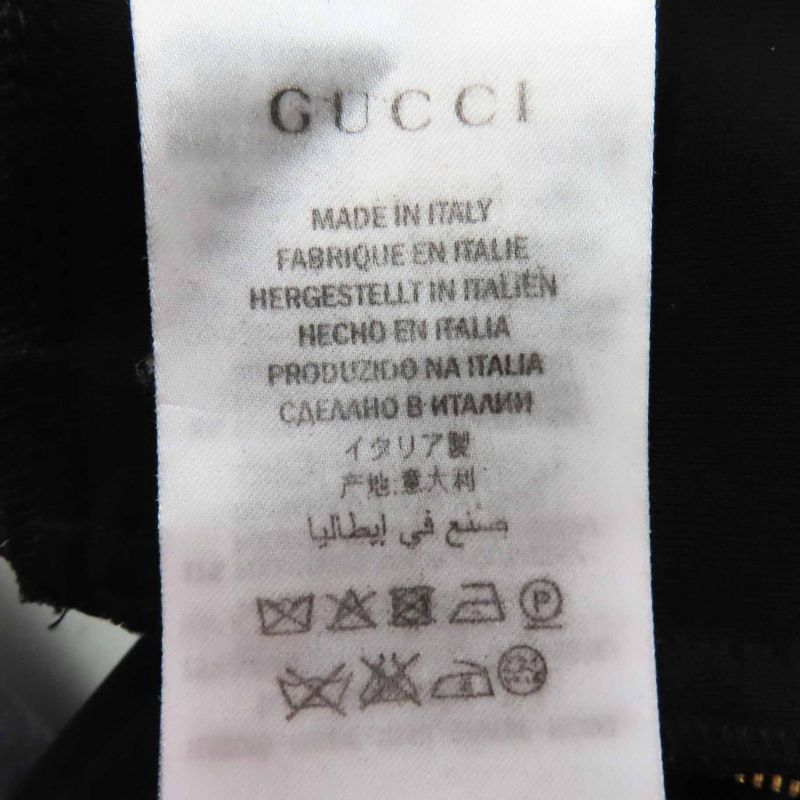 GUCCI
MADE IN ITALY
FABRIQUE EN ITALIE
HERGESTELLT IN ITALIEN
HECHO EN ITALIA
PRODUZIDO NA ITALIA
СДЕЛАНО В ИТАЛИИ
イタリア製
产地:意大利
صنع في إيطاليا
P